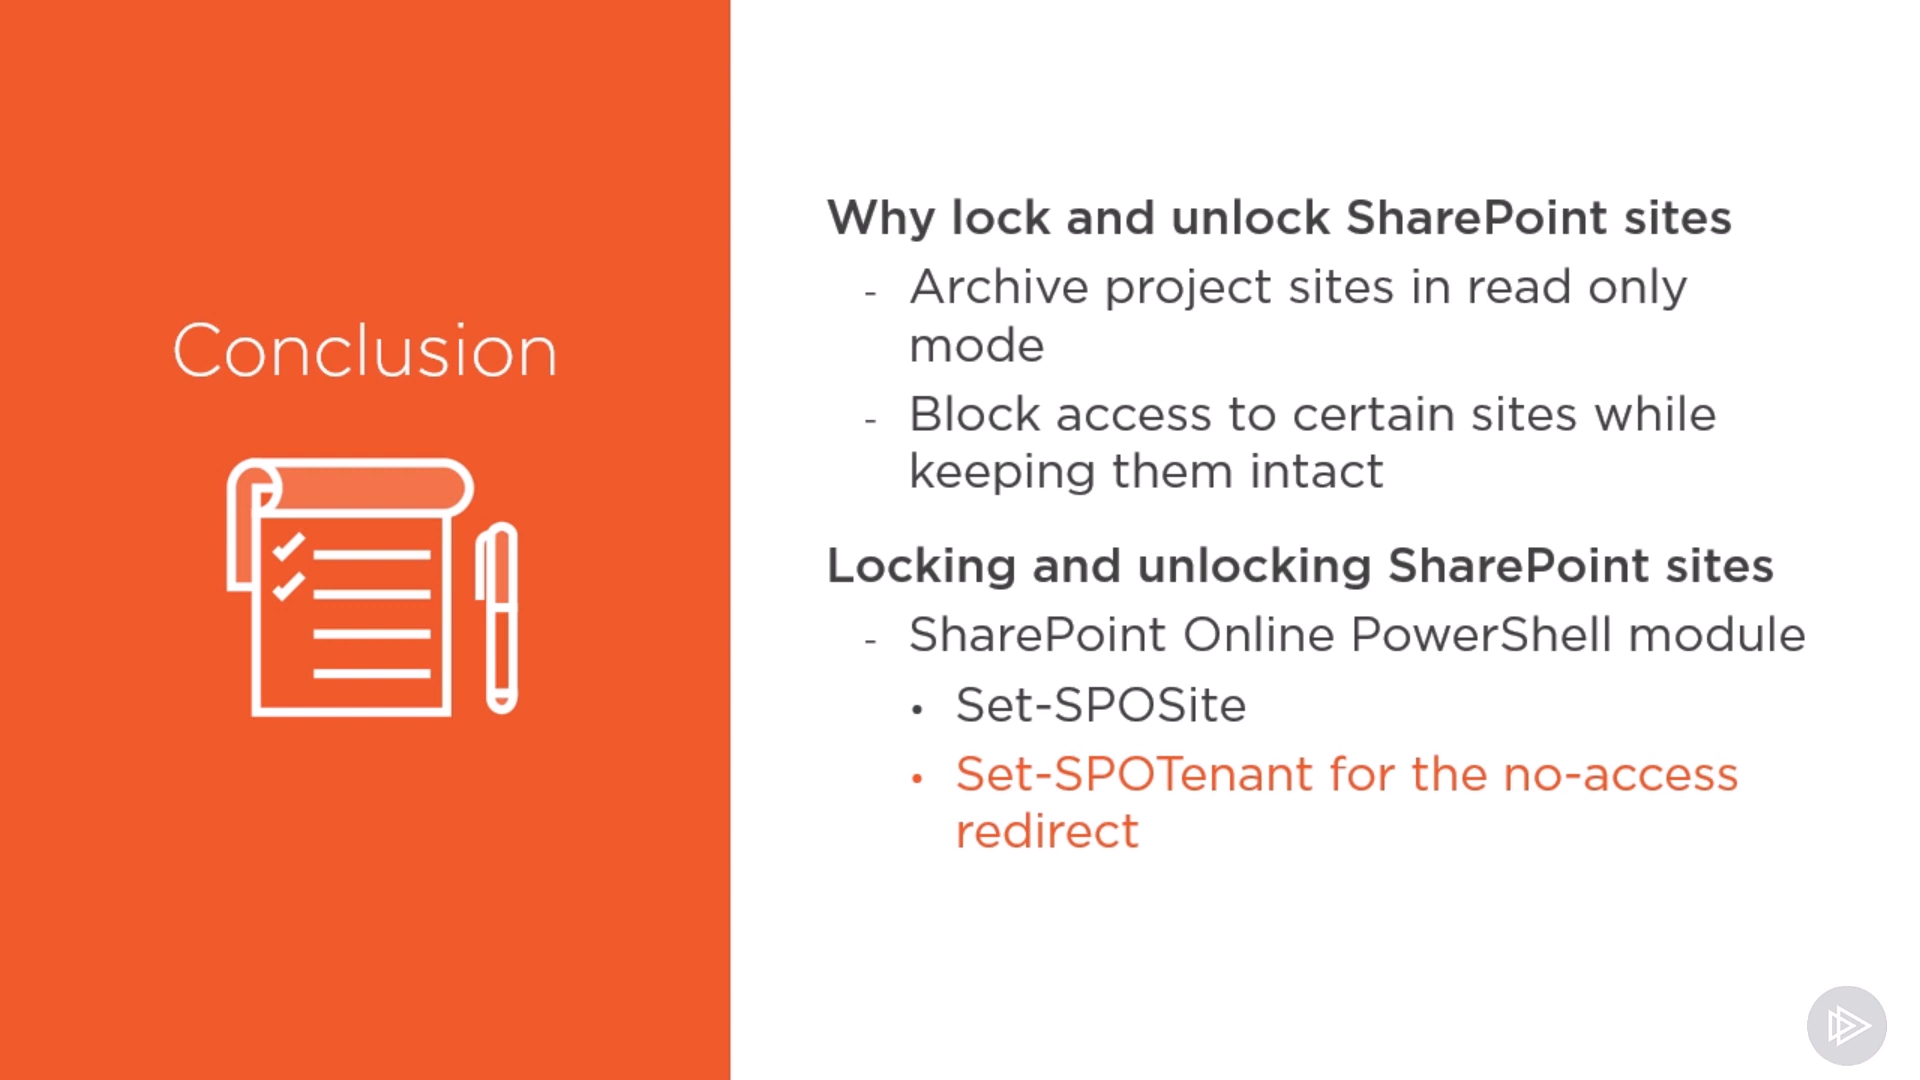 Conclusion
Why lock and unlock SharePoint sites
- Archive project sites in read only
mode
- Block access to certain sites while
keeping them intact
Locking and unlocking SharePoint sites
- SharePoint Online PowerShell module
• Set-SPOSite
• Set-SPOTenant for the no-access
redirect